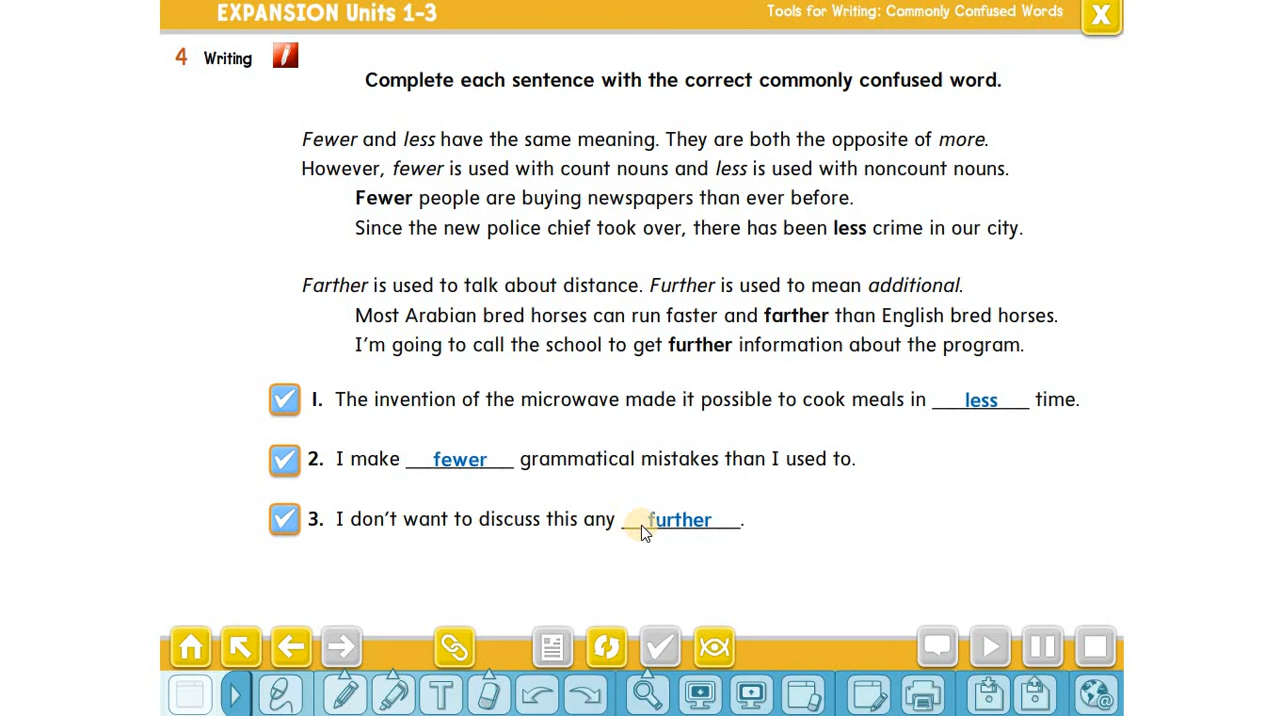 EXPANSION Units 1-3
Tools for Writing: Commonly Confused Words
X
4 Writing
Complete each sentence with the correct commonly confused word.
Fewer and less have the same meaning. They are both the opposite of more.
However, fewer is used with count nouns and less is used with noncount nouns.
Fewer people are buying newspapers than ever before.
Since the new police chief took over, there has been less crime in our city.
Farther is used to talk about distance. Further is used to mean additional.
Most Arabian bred horses can run faster and farther than English bred horses.
I'm going to call the school to get further information about the program.
1. The invention of the microwave made it possible to cook meals in less time.
2. I make fewer grammatical mistakes than I used to.
3. I don't want to discuss this any further.